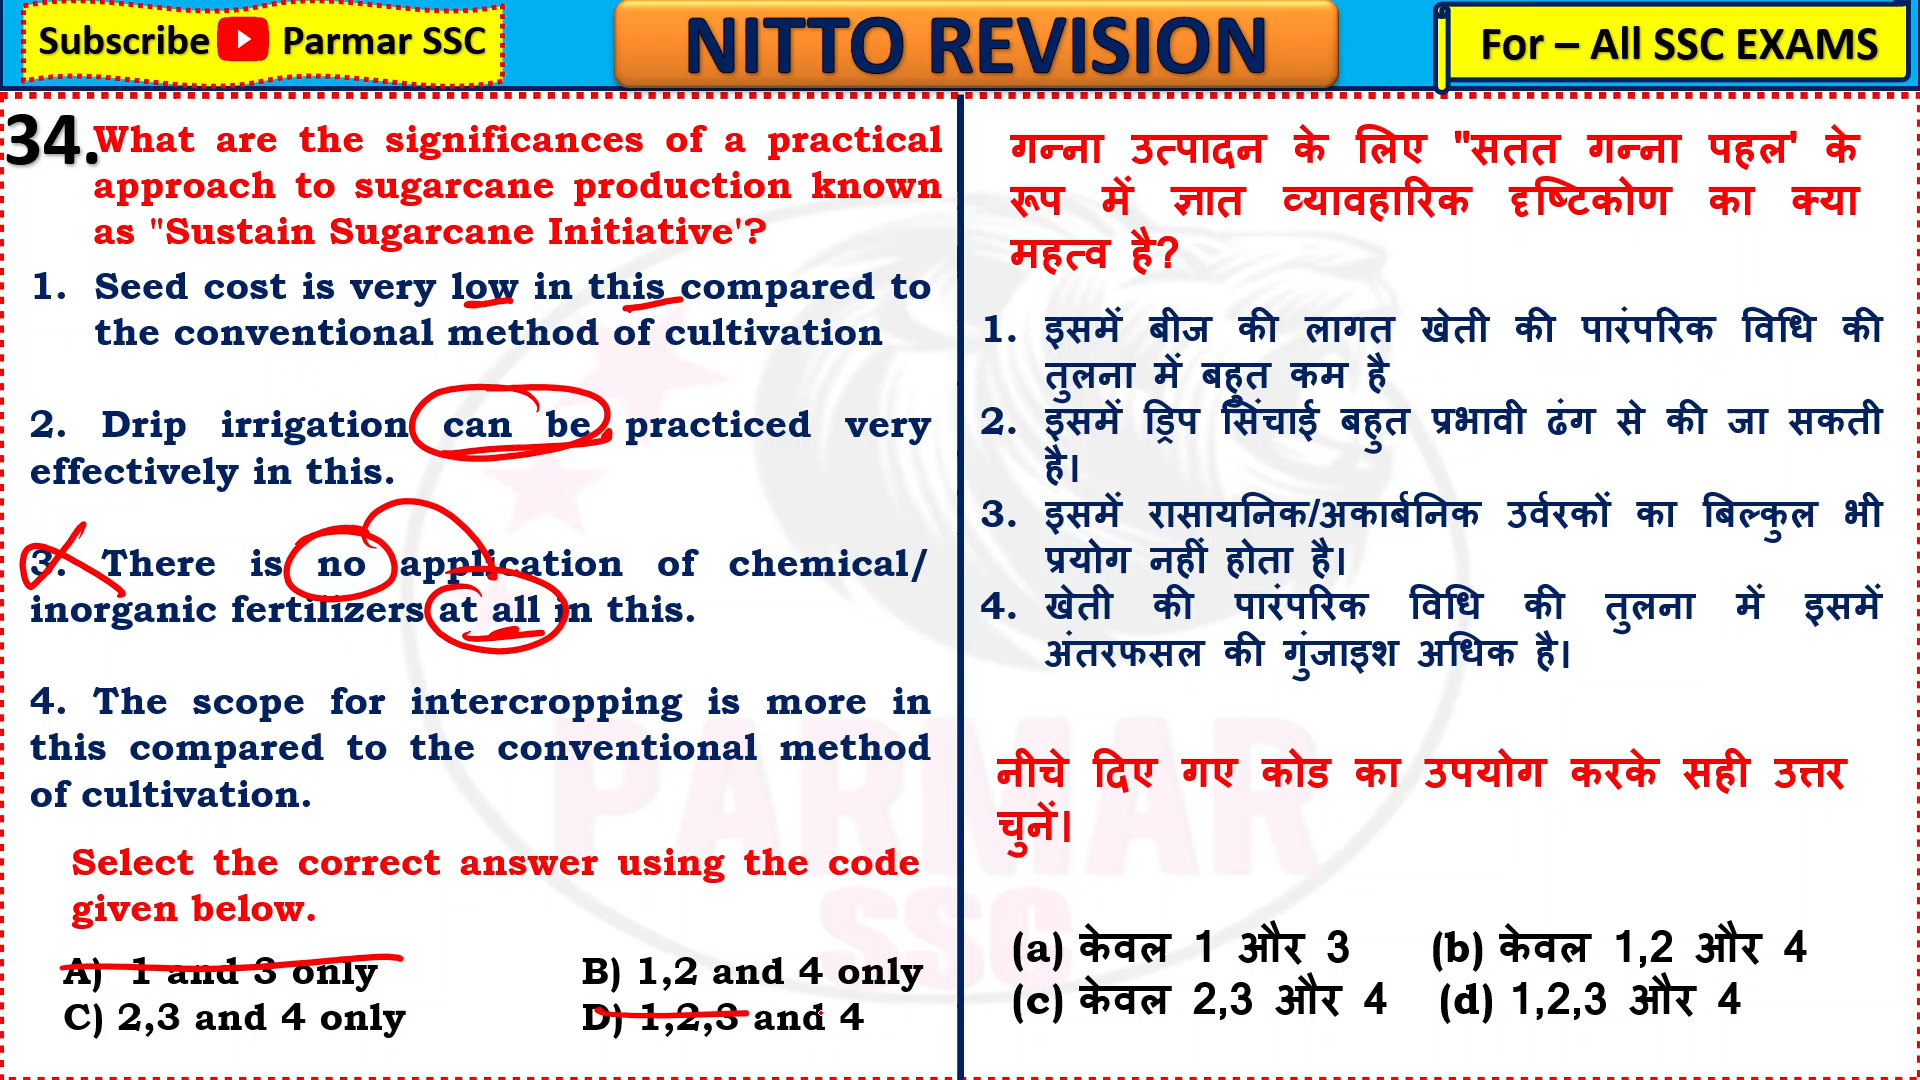 Subscribe Parmar SSC
NITTO REVISION
For – All SSC EXAMS
34. What are the significances of a practical
approach to sugarcane production known
as "Sustain Sugarcane Initiative'?
1. Seed cost is very low in this compared to
the conventional method of cultivation
2. Drip irrigation can be practiced very
effectively in this.
3. There is no application of chemical/
inorganic fertilizers at all in this.
4. The scope for intercropping is more in
this compared to the conventional method
of cultivation.
Select the correct answer using the code
given below.
A) 1 and 3 only B) 1,2 and 4 only
C) 2,3 and 4 only D) 1,2,3 and 4
गन्ना उत्पादन के लिए "सतत गन्ना पहल' के
रूप में ज्ञात व्यावहारिक दृष्टिकोण का क्या
महत्व है?
1. इसमें बीज की लागत खेती की पारंपरिक विधि की
तुलना में बहुत कम है
2. इसमें ड्रिप सिंचाई बहुत प्रभावी ढंग से की जा सकती
है।
3. इसमें रासायनिक/अकार्बनिक उर्वरकों का बिल्कुल भी
प्रयोग नहीं होता है।
4. खेती की पारंपरिक विधि की तुलना में इसमें
अंतरफसल की गुंजाइश अधिक है।
नीचे दिए गए कोड का उपयोग करके सही उत्तर
चुनें।
(a) केवल 1 और 3 (b) केवल 1,2 और 4
(c) केवल 2,3 और 4 (d) 1,2,3 और 4
PARMAR
SSC